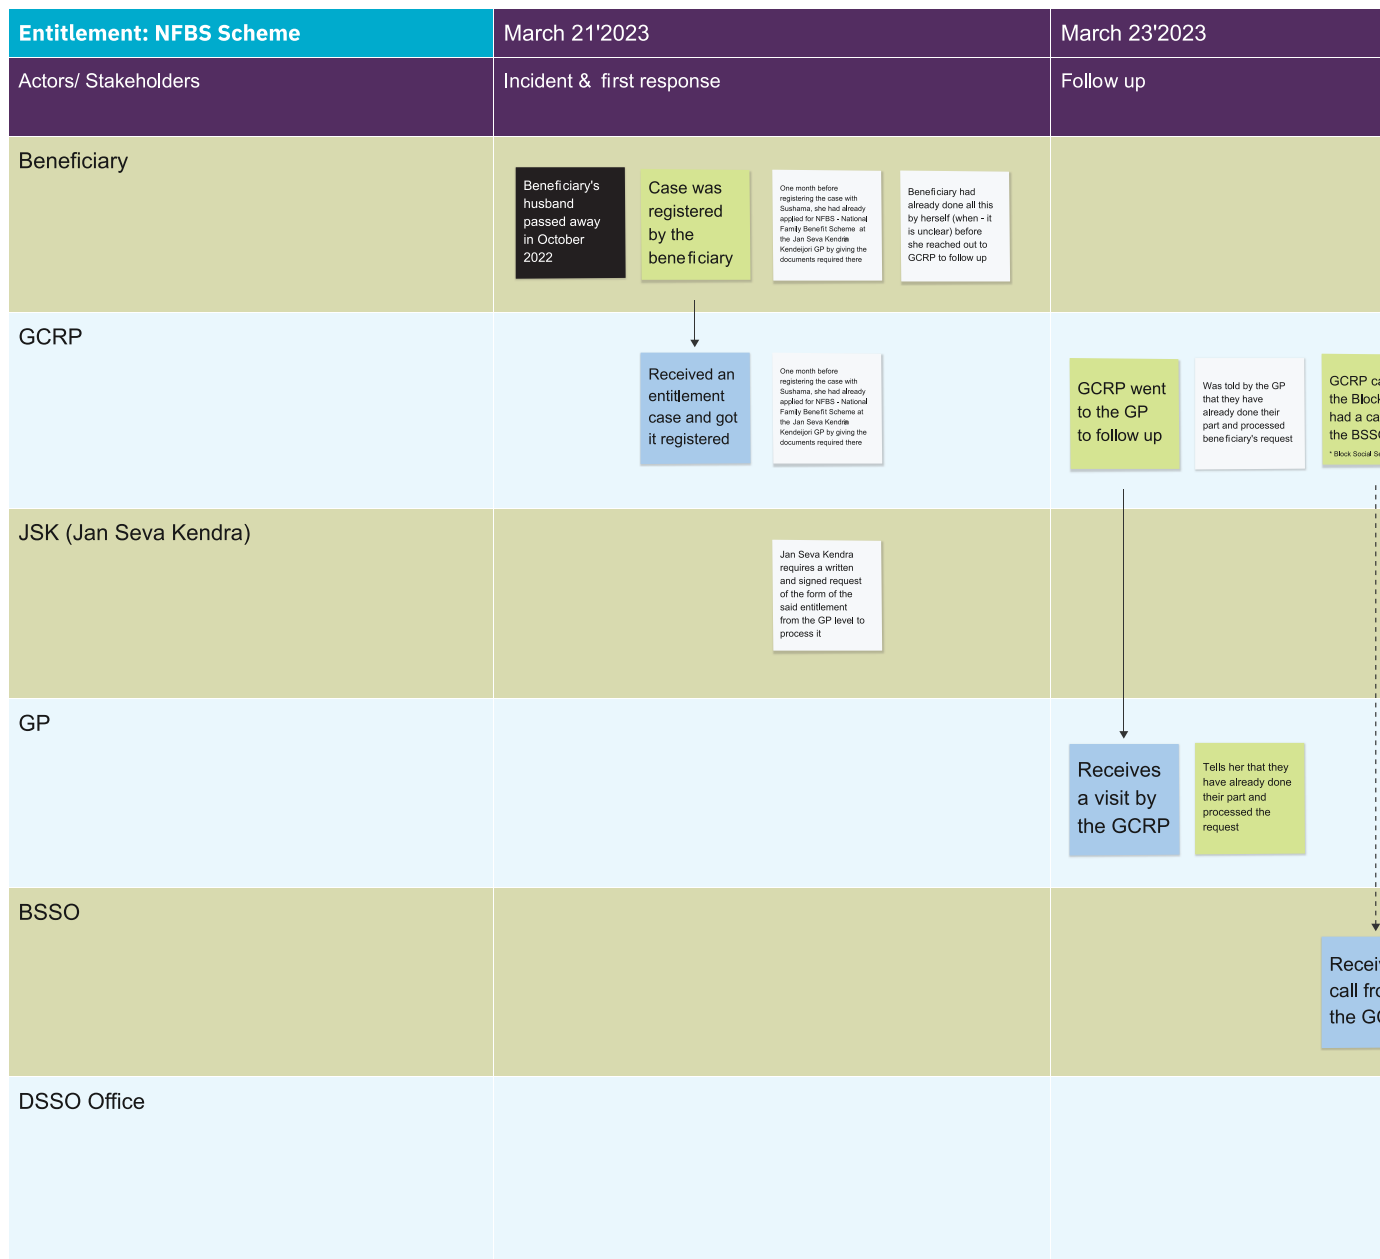 Entitlement: NFBS Scheme
March 21'2023
March 23'2023
Actors/ Stakeholders
Incident & first response
Follow up
Beneficiary
Beneficiary's
husband
passed away
in October
2022
Case was
registered
by the
beneficiary
One month before
registering the case with
Sushama, she had already
applied for NFBS - National
Family Benefit Scheme at
the Jan Seva Kendra
Kendeijori GP by giving the
documents required there
Beneficiary had
already done all this
by herself (when - it
is unclear) before
she reached out to
GCRP to follow up
GCRP
Received an
entitlement
case and got
it registered
One month before
registering the case with
Sushama, she had already
applied for NFBS - National
Family Benefit Scheme at
the Jan Seva Kendra
Kendeijori GP by giving the
documents required there
GCRP went
to the GP
to follow up
Was told by the GP
that they have
already done their
part and processed
beneficiary's request
GCRP
the
had a
the
* Block Social
JSK (Jan Seva Kendra)
Jan Seva Kendra
requires a written
and signed request
of the form of the
said entitlement
from the GP level to
process it
GP
Receives
a visit by
the GCRP
Tells her that they
have already done
their part and
processed the
request
BSSO
call
the
DSSO Office